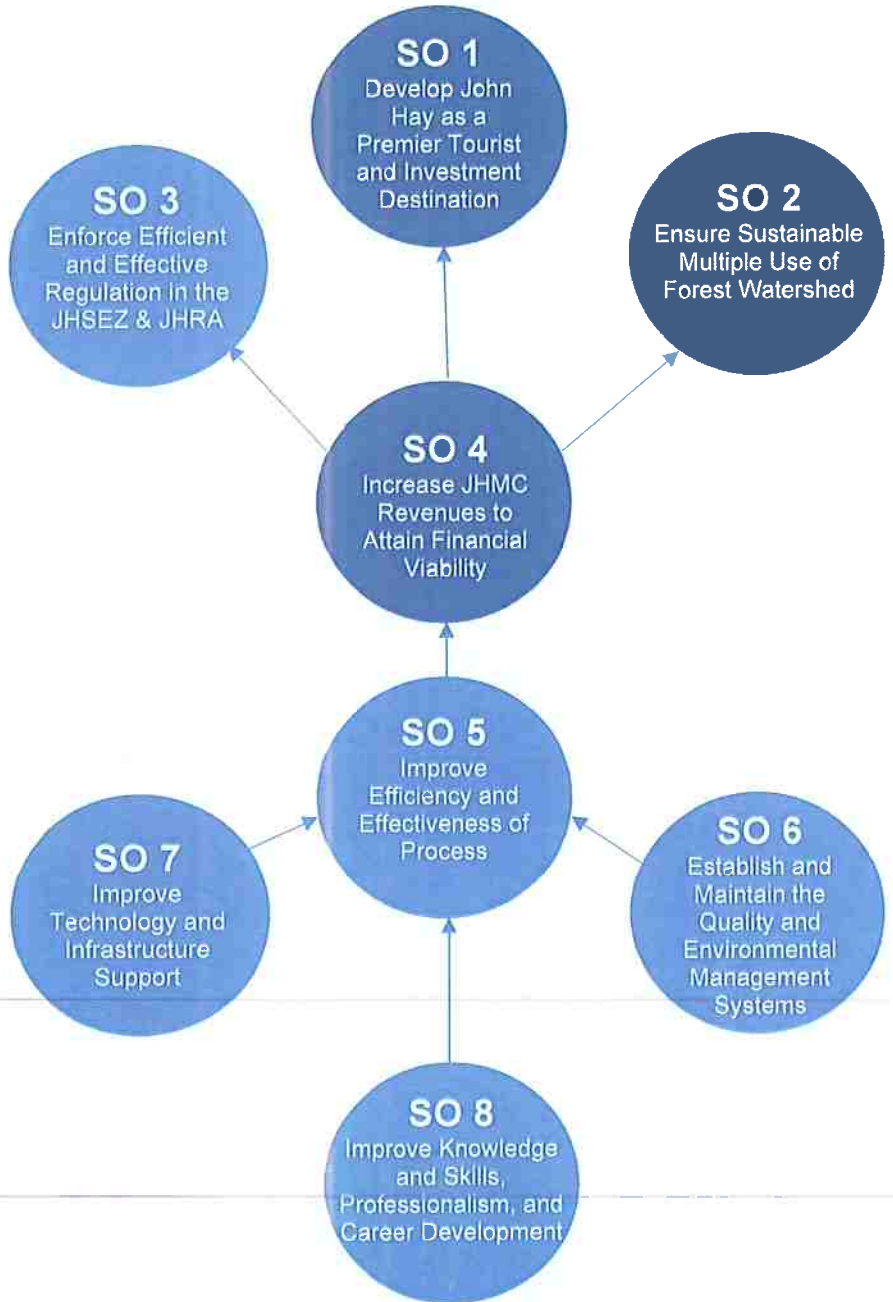 SO 1
Develop John
Hay as a
Premier Tourist
and Investment
Destination
SO 3
Enforce Efficient
and Effective
Regulation in the
JHSEZ & JHRA
SO 2
Ensure Sustainable
Multiple Use of
Forest Watershed
SO 4
Increase JHMC
Revenues to
Attain Financial
Viability
SO 5
Improve
Efficiency and
Effectiveness of
Process
SO 7
Improve
Technology and
Infrastructure
Support
SO 6
Establish and
Maintain the
Quality and
Environmental
Management
Systems
SO 8
Improve Knowledge
and Skills,
Professionalism, and
Career Development